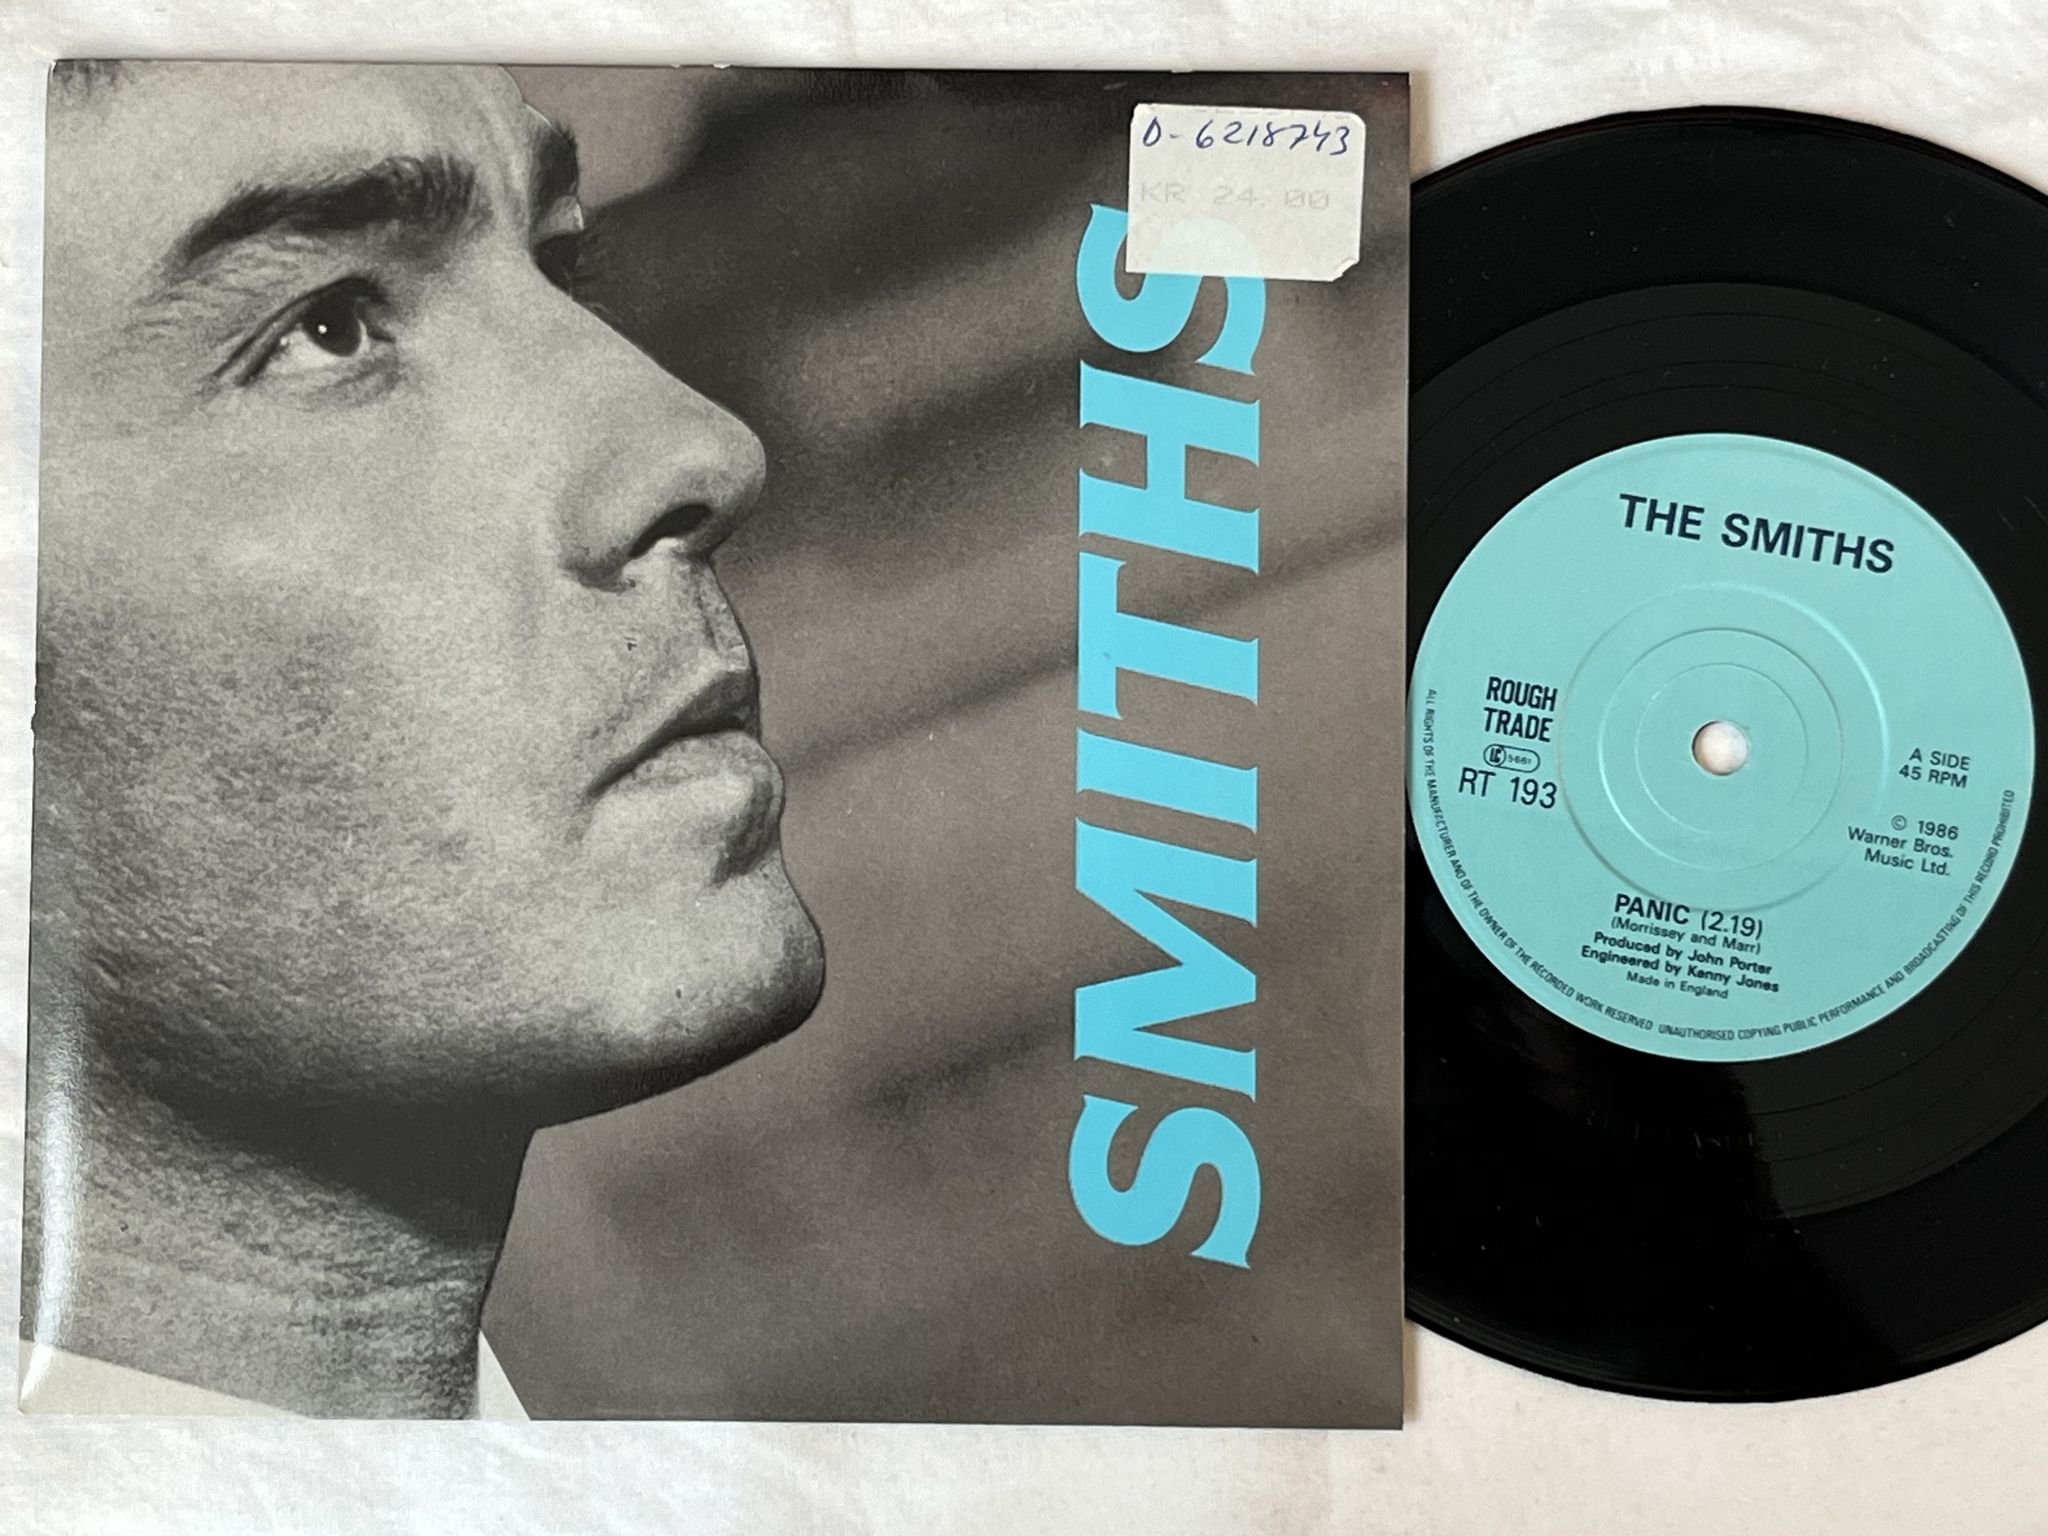 D-6218743
KR 24.00
SMITHS
THE SMITHS
ROUGH
TRADE
LC 5661
RT 193
A SIDE
45 RPM
© 1986
Warner Bros.
Music Ltd.
PANIC (2.19)
(Morrissey and Marr)
Produced by John Porter
Engineered by Kenny Jones
Made in England
ALL RIGHTS OF THE MANUFACTURER AND OF THE OWNER OF THE RECORDED WORK RESERVED UNAUTHORISED COPYING PUBLIC PERFORMANCE AND BROADCASTING OF THIS RECORD PROHIBITED